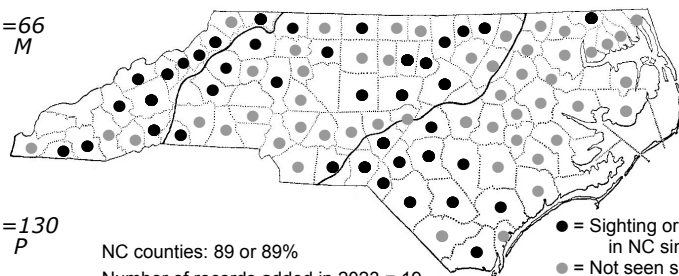 =66
M
=130
P
NC counties: 89 or 89%
● = Sighting or
in NC sin
● = Not seen s